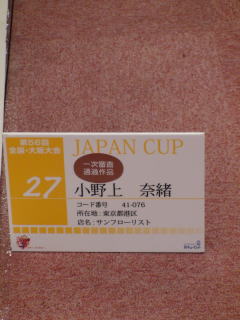 第56回
全国・大阪大会
JAPAN CUP
一次審査
通過作品
27
小野上 奈緒
コード番号 41-076
所在地:東京都港区
店名:サンフローリスト